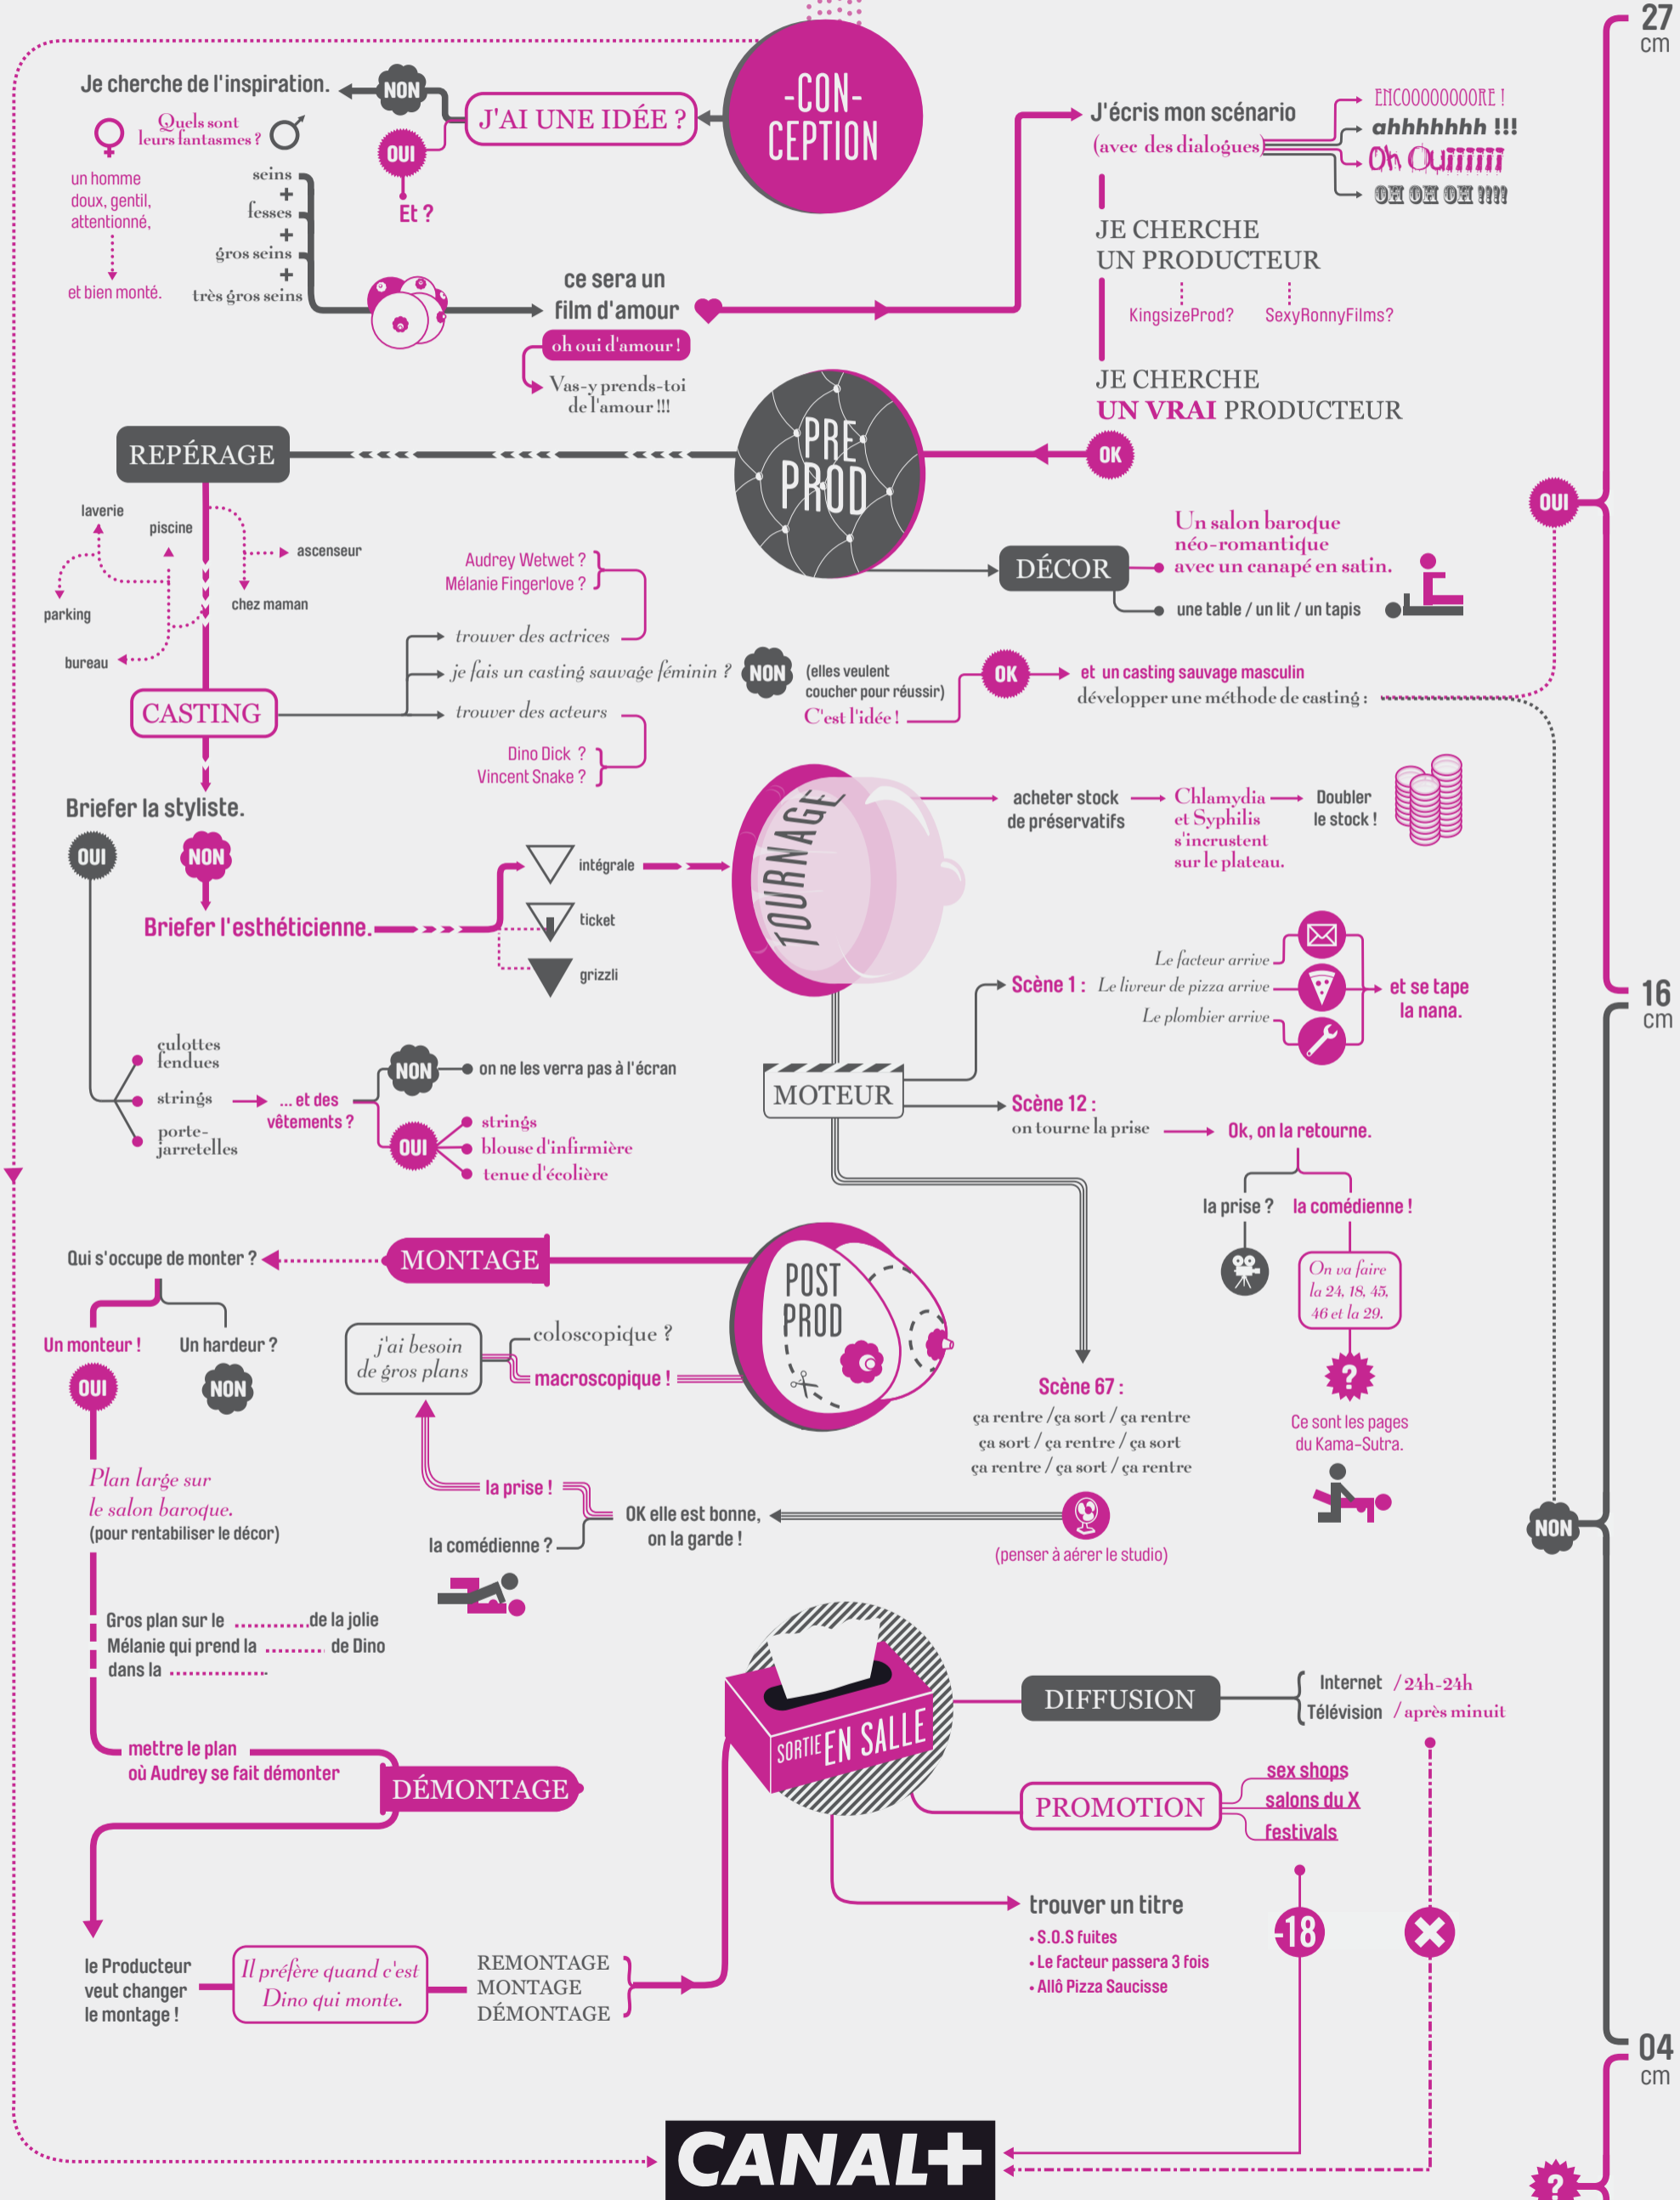 -CON-
CEPTION
J'AI UNE IDÉE ?
NON
Je cherche de l'inspiration.
OUI
Et ?
Quels sont
leurs fantasmes ?
un homme
doux, gentil,
attentionné,
et bien monté.
seins
+
fesses
+
gros seins
+
très gros seins
ce sera un
film d'amour
oh oui d'amour !
Vas-y prends-toi
de l'amour !!!
J'écris mon scénario
(avec des dialogues)
ENCOOOOOOOORE !
ahhhhhhh !!!
Oh Ouiiiiii
OH OH OH !!!!
JE CHERCHE
UN PRODUCTEUR
KingsizeProd?
SexyRonnyFilms?
JE CHERCHE
UN VRAI PRODUCTEUR
OK
PRE
PROD
REPÉRAGE
laverie
piscine
ascenseur
parking
chez maman
bureau
DÉCOR
Un salon baroque
néo-romantique
avec un canapé en satin.
une table / un lit / un tapis
CASTING
Audrey Wetwet ?
Mélanie Fingerlove ?
trouver des actrices
je fais un casting sauvage féminin ?
NON
(elles veulent
coucher pour réussir)
C'est l'idée !
OK
et un casting sauvage masculin
développer une méthode de casting :
trouver des acteurs
Dino Dick ?
Vincent Snake ?
27
cm
OUI
16
cm
NON
04
cm
?
Briefer la styliste.
OUI
NON
Briefer l'esthéticienne.
intégrale
ticket
grizzli
culottes
fendues
strings
porte-
jarretelles
... et des
vêtements ?
NON
on ne les verra pas à l'écran
OUI
strings
blouse d'infirmière
tenue d'écolière
TOURNAGE
acheter stock
de préservatifs
Chlamydia
et Syphilis
s'incrustent
sur le plateau.
Doubler
le stock !
MOTEUR
Scène 1 :
Le facteur arrive
Le livreur de pizza arrive
Le plombier arrive
et se tape
la nana.
Scène 12 :
on tourne la prise
Ok, on la retourne.
la prise ?
la comédienne !
On va faire
la 24, 18, 45,
46 et la 29.
?
Ce sont les pages
du Kama-Sutra.
Scène 67 :
ça rentre / ça sort / ça rentre
ça sort / ça rentre / ça sort
ça rentre / ça sort / ça rentre
(penser à aérer le studio)
OK elle est bonne,
on la garde !
la prise !
la comédienne ?
POST
PROD
j'ai besoin
de gros plans
coloscopique ?
macroscopique !
MONTAGE
Qui s'occupe de monter ?
Un monteur !
OUI
Un hardeur ?
NON
Plan large sur
le salon baroque.
(pour rentabiliser le décor)
Gros plan sur le ............de la jolie
Mélanie qui prend la .......... de Dino
dans la .................
mettre le plan
où Audrey se fait démonter
DÉMONTAGE
le Producteur
veut changer
le montage !
Il préfère quand c'est
Dino qui monte.
REMONTAGE
MONTAGE
DÉMONTAGE
SORTIE EN SALLE
DIFFUSION
Internet / 24h-24h
Télévision / après minuit
PROMOTION
sex shops
salons du X
festivals
trouver un titre
• S.O.S fuites
• Le facteur passera 3 fois
• Allô Pizza Saucisse
-18
CANAL+